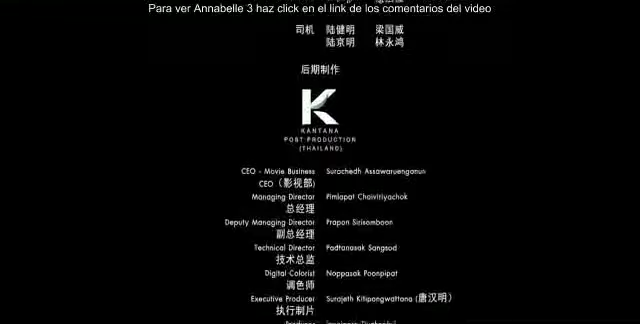 Para ver Annabelle 3 haz click en el link de los comentarios del video
司机 陆健明 梁国威
陆京明 林永鸿
后期制作
KANTANA
POST PRODUCTION
(THAILAND)
CEO - Movie Business Surachedh Assawaruenganun
CEO（影视部）
Managing Director Pimlapat Chaivitiyachok
总经理
Deputy Managing Director Prapon Sirisomboon
副总经理
Technical Director Padtanasak Sangsod
技术总监
Digital Colorist Noppasak Poonpipat
调色师
Executive Producer Surajeth Kitipongwattana (唐汉明)
执行制片